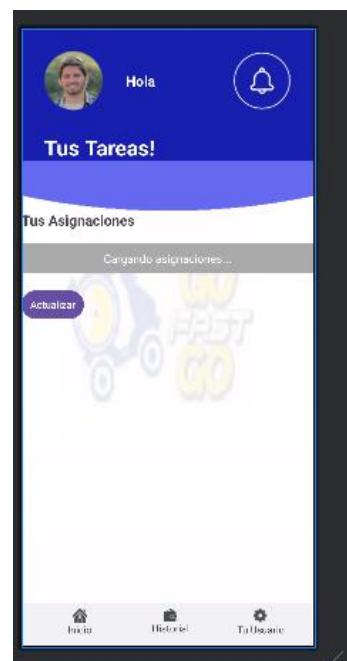 Hola
Tus Tareas!
Tus Asignaciones
Cargando asignaciones...
Actualizar
GO
FAST
GO
Inicio
Historial
Tu Usuario